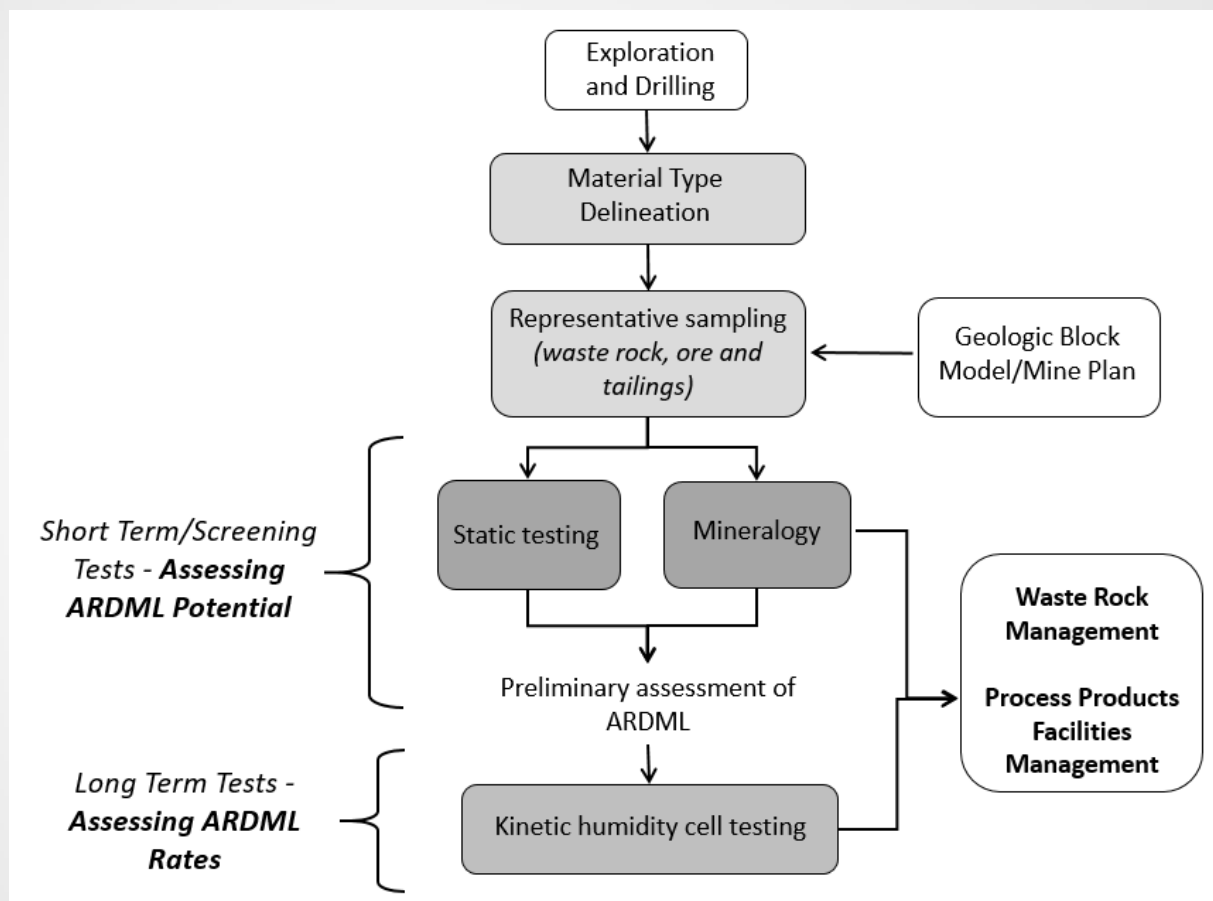 Exploration
and Drilling
Material Type
Delineation
Representative sampling
(waste rock, ore and
tailings)
Geologic Block
Model/Mine Plan
Short Term/Screening
Tests - Assessing
ARDML Potential
Static testing
Mineralogy
Waste Rock
Management
Process Products
Facilities
Management
Preliminary assessment of
ARDML
Long Term Tests -
Assessing ARDML
Rates
Kinetic humidity cell testing